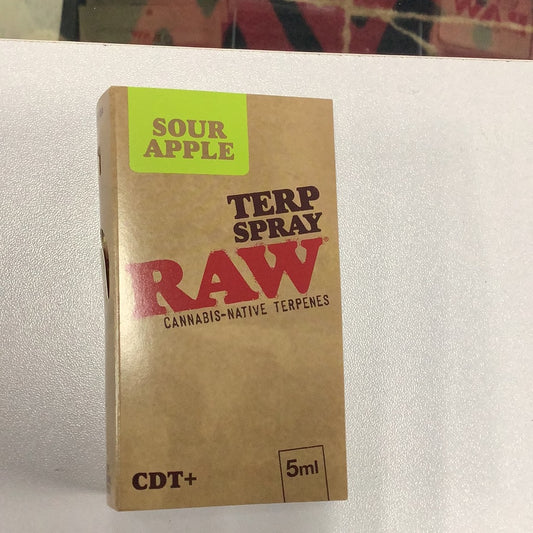 SOUR
APPLE
TERP
SPRAY
RAW®
CANNABIS-NATIVE TERPENES
CDT+
5ml